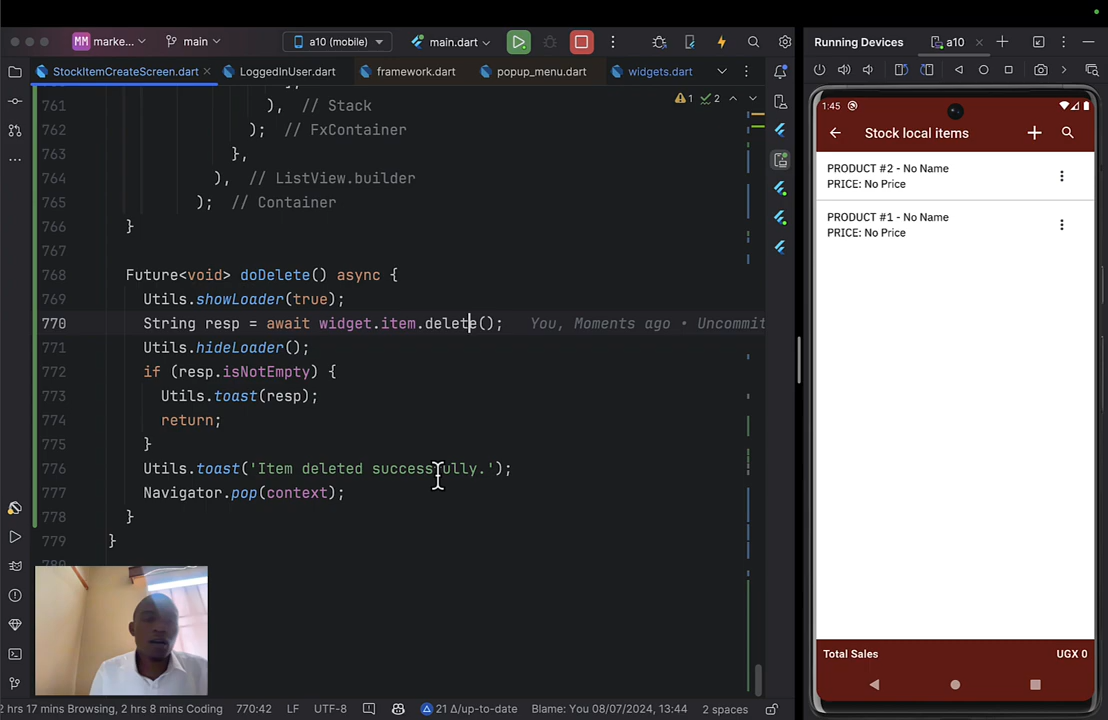 MM marke... main a10 (mobile) main.dart Running Devices a10
StockItemCreateScreen.dart LoggedInUser.dart framework.dart popup_menu.dart widgets.dart
761 ), // Stack
1 2
762 ); // FxContainer
763 },
764 ), // ListView.builder
765 ); // Container
766 }
767
768 Future<void> doDelete() async {
769 Utils.showLoader(true);
770 String resp = await widget.item.delete(); You, Moments ago • Uncommit
771 Utils.hideLoader();
772 if (resp.isNotEmpty) {
773 Utils.toast(resp);
774 return;
775 }
776 Utils.toast('Item deleted successfully.');
777 Navigator.pop(context);
778 }
779 }
1:45
Stock local items
PRODUCT #2 - No Name
PRICE: No Price
PRODUCT #1 - No Name
PRICE: No Price
Total Sales UGX 0
2 hrs 17 mins Browsing, 2 hrs 8 mins Coding 770:42 LF UTF-8 21 Δ/up-to-date Blame: You 08/07/2024, 13:44 2 spaces